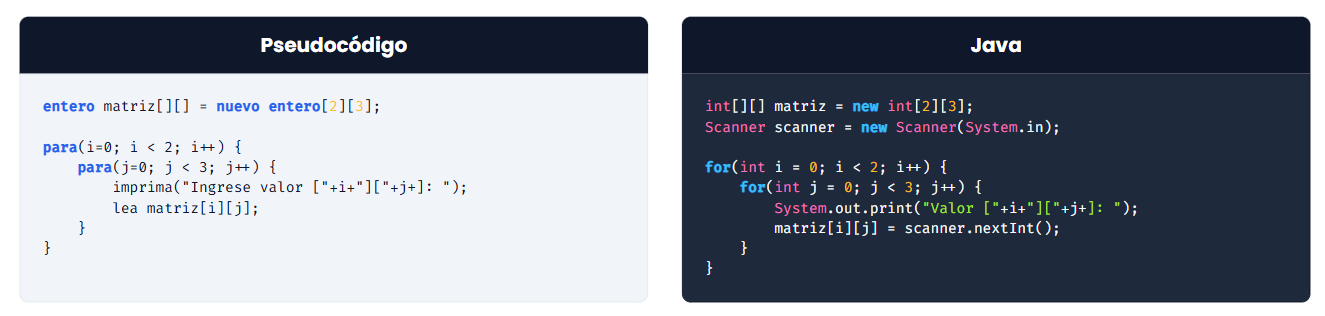 Pseudocódigo
entero matriz[][] = nuevo entero[2][3];
para(i=0; i < 2; i++) {
para(j=0; j < 3; j++) {
imprima("Ingrese valor ["+i+"]["+j+]: ");
lea matriz[i][j];
}
}
Java
int[][] matriz = new int[2][3];
Scanner scanner = new Scanner(System.in);
for(int i = 0; i < 2; i++) {
for(int j = 0; j < 3; j++) {
System.out.print("Valor ["+i+"]["+j+]: ");
matriz[i][j] = scanner.nextInt();
}
}